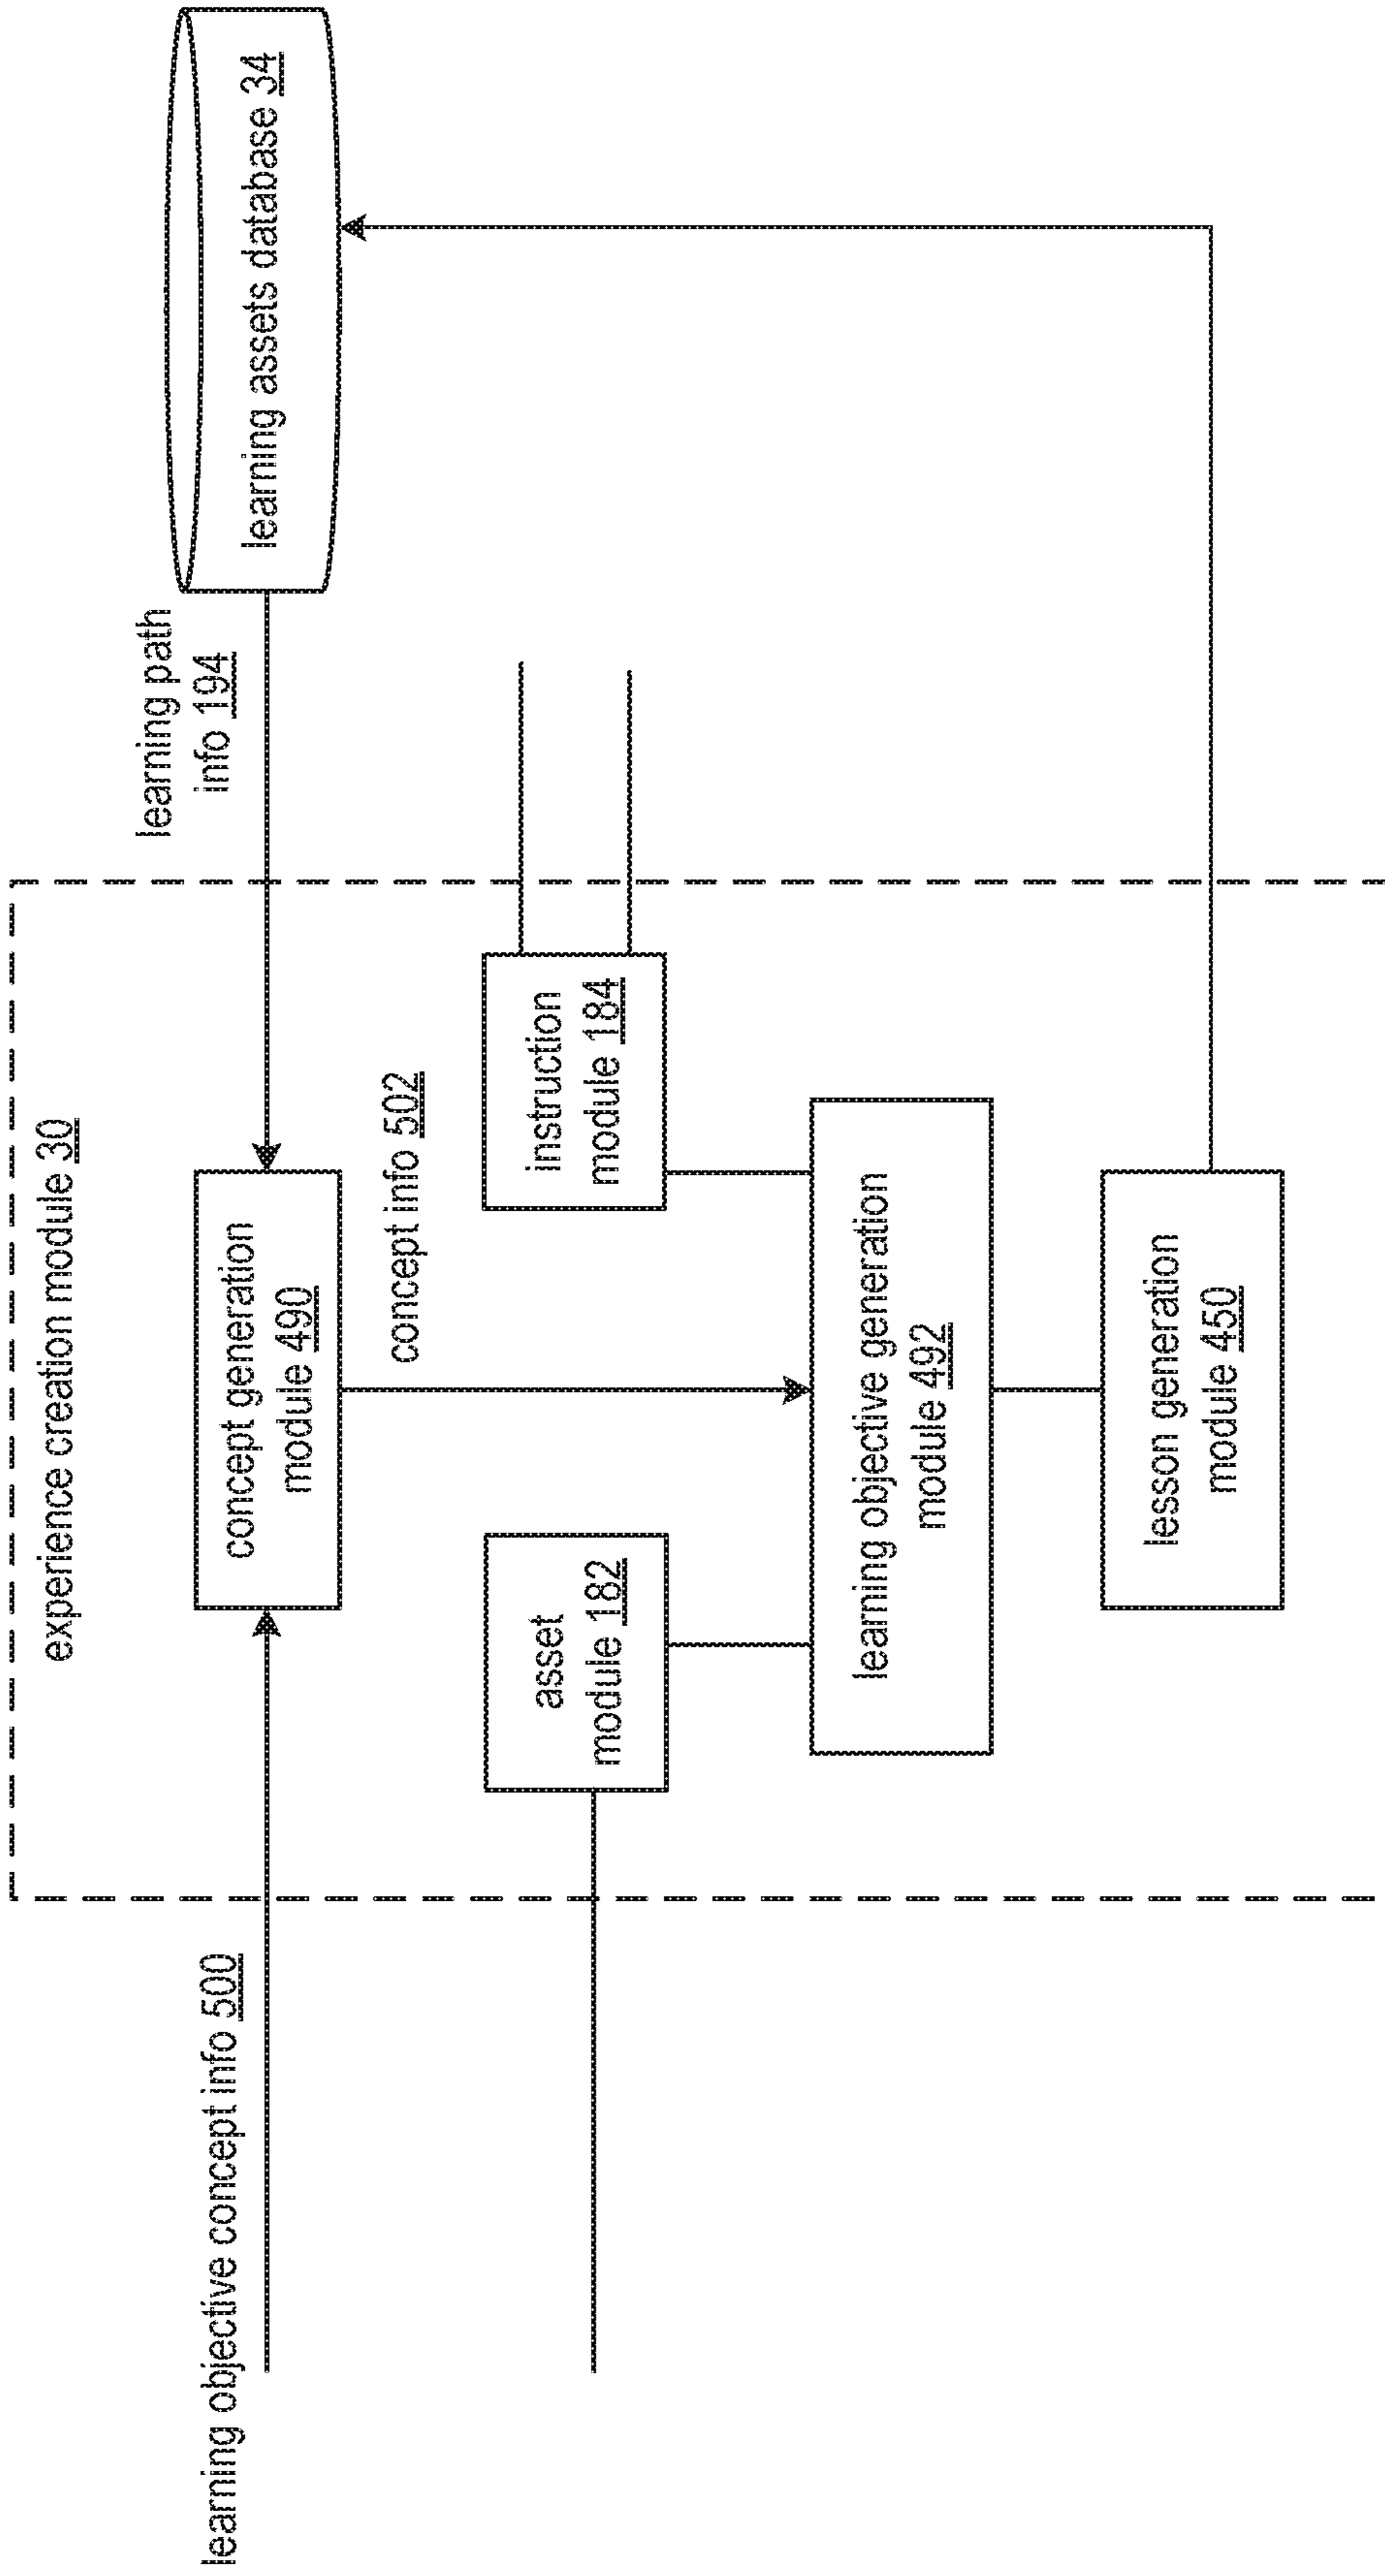 experience creation module 30
learning objective concept info 500
concept generation
module 490
learning path
info 194
learning assets database 34
concept info 502
asset
module 182
instruction
module 184
learning objective generation
module 492
lesson generation
module 450